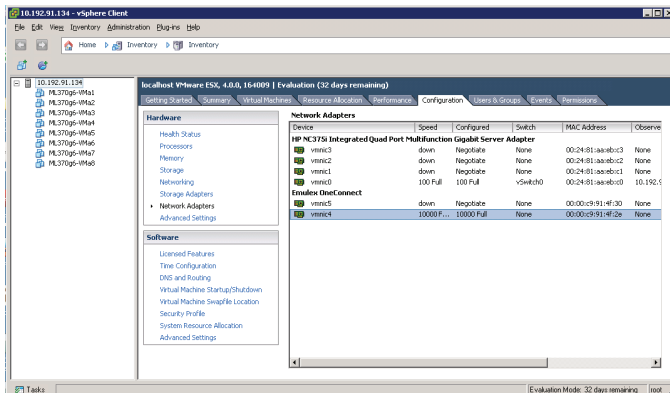 10.192.91.134 - vSphere Client
File Edit View Inventory Administration Plug-ins Help
Home Inventory Inventory
10.192.91.134
ML370g6-VMa1
ML370g6-VMa2
ML370g6-VMa3
ML370g6-VMa4
ML370g6-VMa5
ML370g6-VMa6
ML370g6-VMa7
ML370g6-VMa8
localhost VMware ESX, 4.0.0, 164009 | Evaluation (32 days remaining)
Getting Started Summary Virtual Machines Resource Allocation Performance Configuration Users & Groups Events Permissions
Hardware
Health Status
Processors
Memory
Storage
Networking
Storage Adapters
Network Adapters
Advanced Settings
Software
Licensed Features
Time Configuration
DNS and Routing
Virtual Machine Startup/Shutdown
Virtual Machine Swapfile Location
Security Profile
System Resource Allocation
Advanced Settings
Network Adapters
Device Speed Configured Switch MAC Address Observe
HP NC375i Integrated Quad Port Multifunction Gigabit Server Adapter
vmnic3 down Negotiate None 00:24:81:aa:eb:c3 None
vmnic2 down Negotiate None 00:24:81:aa:eb:c2 None
vmnic1 down Negotiate None 00:24:81:aa:eb:c1 None
vmnic0 100 Full 100 Full vSwitch0 00:24:81:aa:eb:c0 10.192.9
Emulex OneConnect
vmnic5 down Negotiate None 00:00:c9:91:4f:30 None
vmnic4 10000 F... 10000 Full None 00:00:c9:91:4f:2e None
Tasks Evaluation Mode: 32 days remaining root